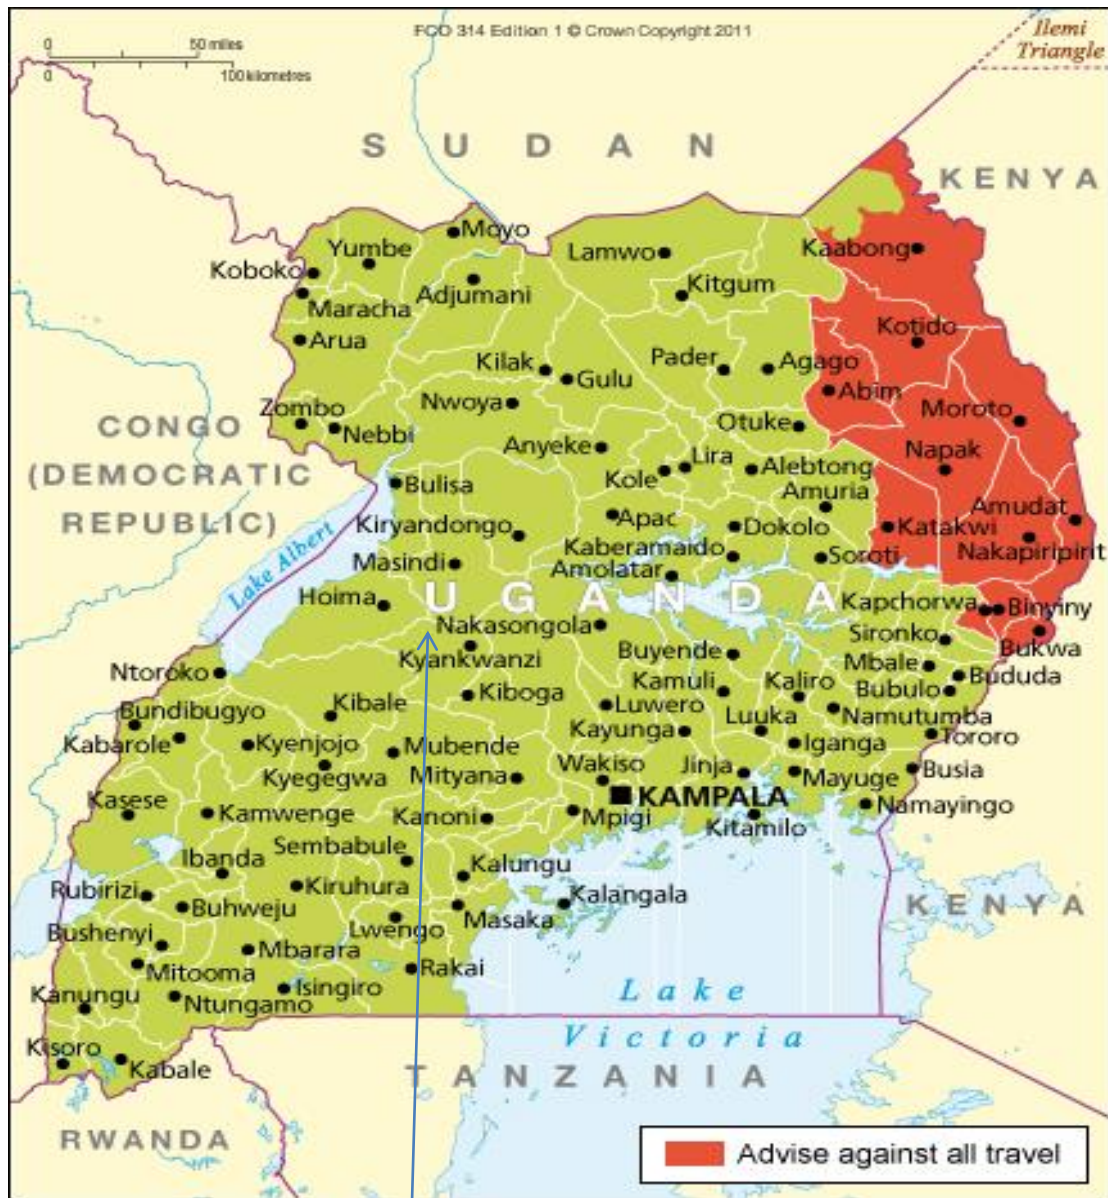 FCO 314 Edition 1 © Crown Copyright 2011
0 50 miles
0 100 kilometres
Ilemi
Triangle
SUDAN
KENYA
Moyo
Yumbe
Lamwo
Kaabong
Koboko
Adjumani
Kitgum
Maracha
Arua
Kotido
Kilak
Gulu
Pader
Agago
Abim
Zombo
Nebbi
Nwoya
Otuke
Moroto
CONGO
(DEMOCRATIC
REPUBLIC)
Anyeke
Lira
Kole
Alebtong
Napak
Bulisa
Amuria
Amudat
Kiryandongo
Apac
Dokolo
Katakwi
Nakapiripirit
Lake Albert
Masindi
Kaberamaido
Amolatar
Soroti
Hoima
UGANDA
Kapchorwa
Binyiny
Nakasongola
Sironko
Bukwa
Kyankwanzi
Buyende
Mbale
Bududa
Ntoroko
Kibale
Kiboga
Kamuli
Kaliro
Bubulo
Bundibugyo
Luwero
Luuka
Namutumba
Kabarole
Kyenjojo
Mubende
Kayunga
Iganga
Tororo
Kyegegwa
Mityana
Wakiso
Jinja
Mayuge
Busia
Kasese
Kamwenge
Kanoni
KAMPALA
Mpigi
Kitamilo
Namayingo
Ibanda
Sembabule
Kalungu
Rubirizi
Kiruhura
Kalangala
KENYA
Buhweju
Lwengo
Masaka
Bushenyi
Mbarara
Mitooma
Rakai
Kanungu
Ntungamo
Isingiro
Lake
Victoria
Kisoro
Kabale
TANZANIA
RWANDA
Advise against all travel